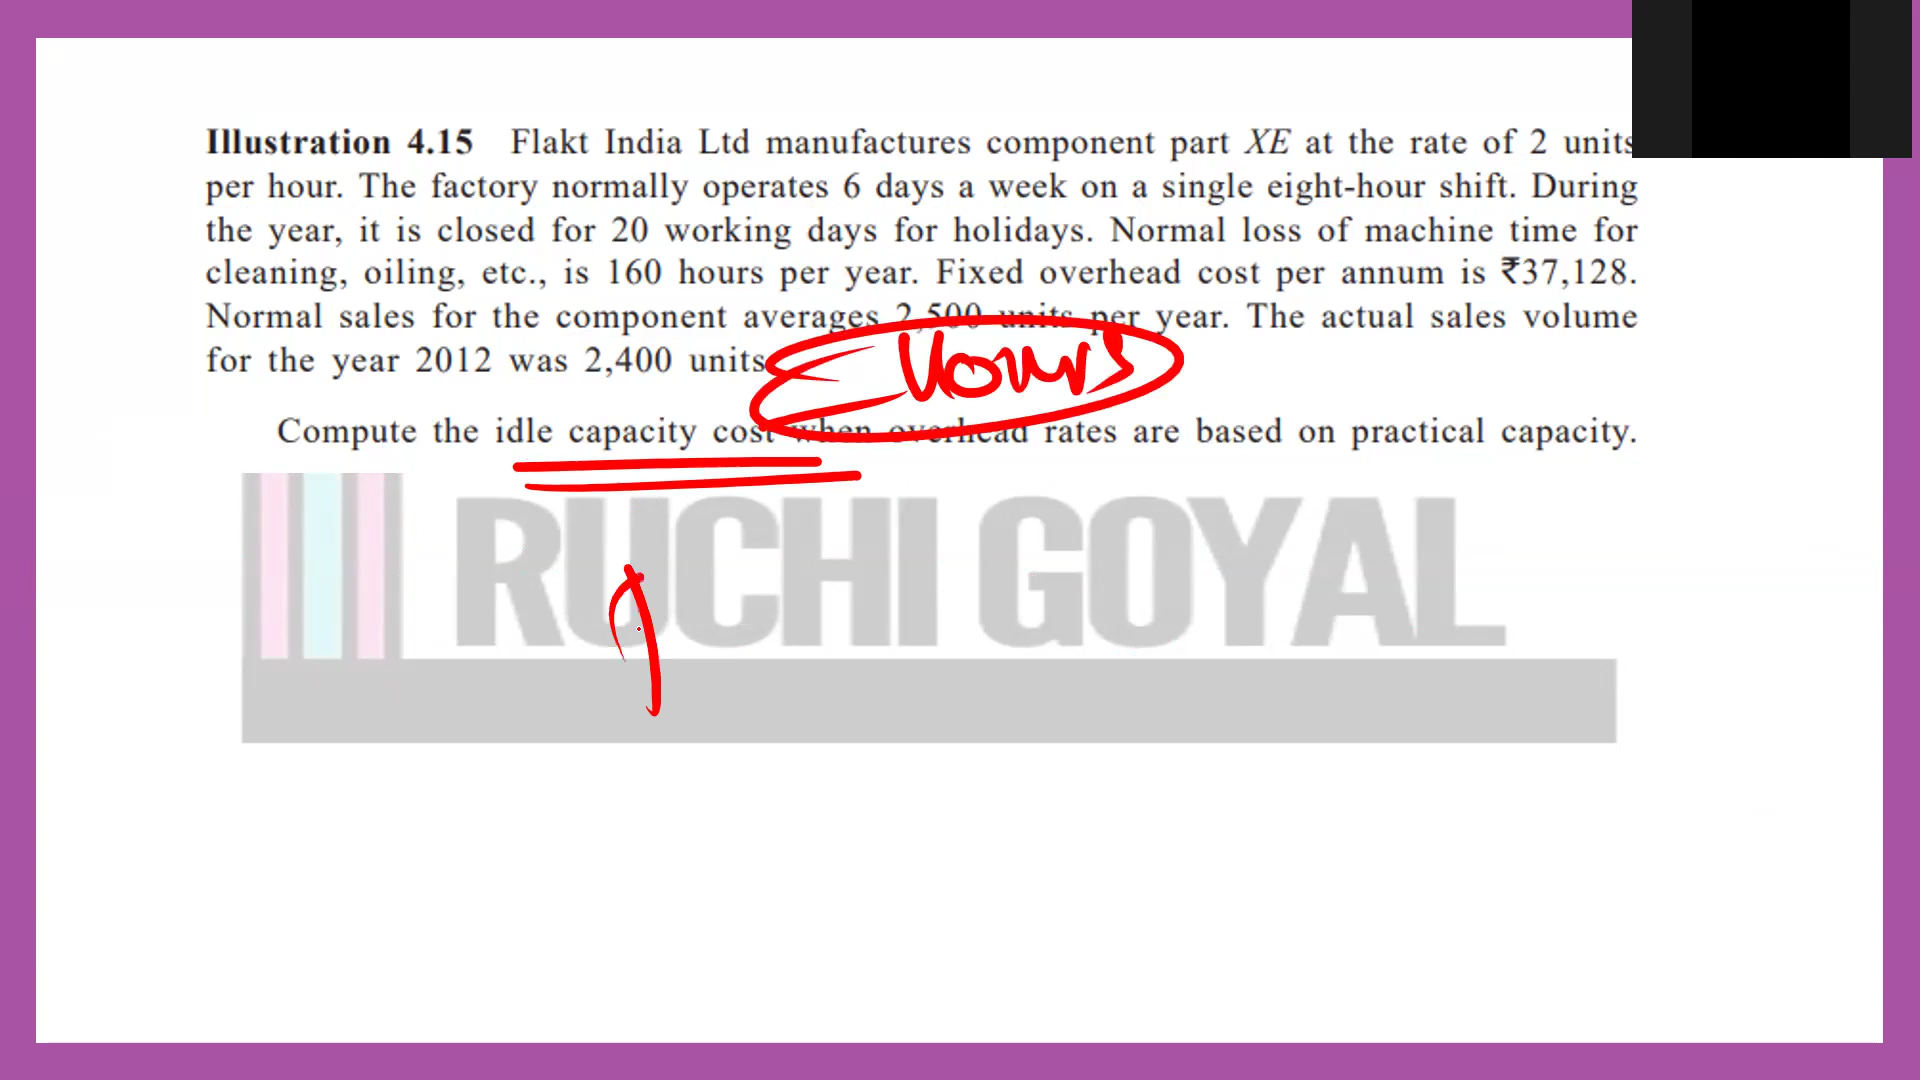 Illustration 4.15 Flakt India Ltd manufactures component part XE at the rate of 2 units
per hour. The factory normally operates 6 days a week on a single eight-hour shift. During
the year, it is closed for 20 working days for holidays. Normal loss of machine time for
cleaning, oiling, etc., is 160 hours per year. Fixed overhead cost per annum is ₹37,128.
Normal sales for the component averages 2,500 units per year. The actual sales volume
for the year 2012 was 2,400 units
hours
Compute the idle capacity cost when overhead rates are based on practical capacity.
RUCHI GOYAL